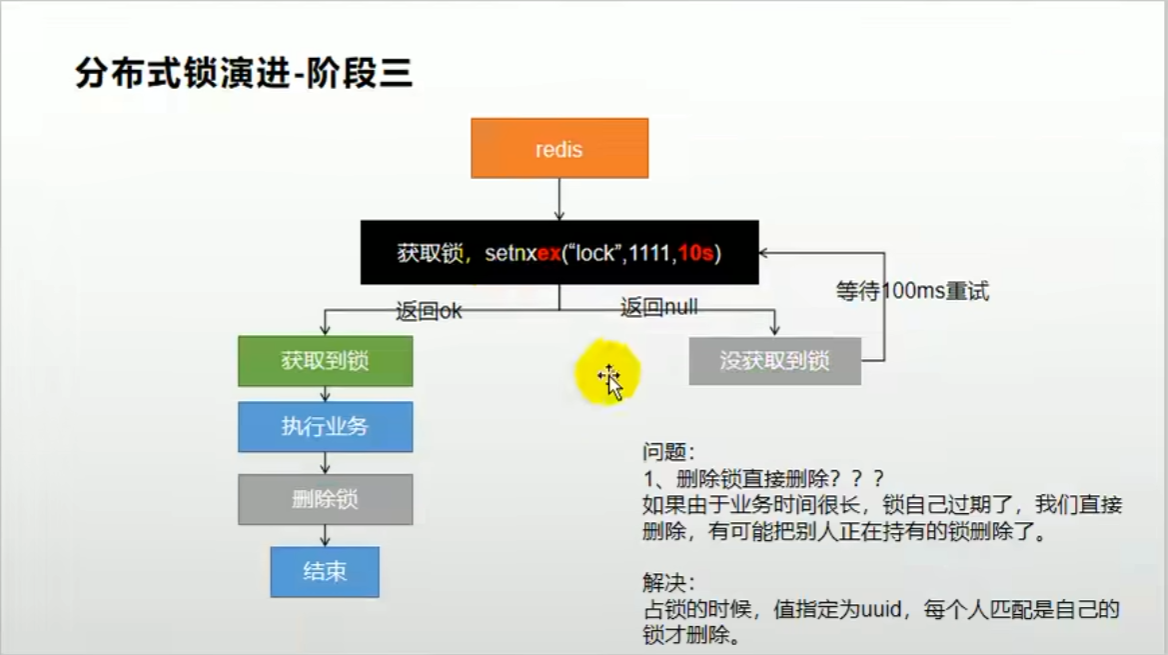 分布式锁演进-阶段三
redis
获取锁，setnxex(“lock”,1111,10s)
等待100ms重试
返回ok
返回null
获取到锁
没获取到锁
执行业务
删除锁
结束
问题：
1、删除锁直接删除？？？
如果由于业务时间很长，锁自己过期了，我们直接
删除，有可能把别人正在持有的锁删除了。
解决：
占锁的时候，值指定为uuid，每个人匹配是自己的
锁才删除。